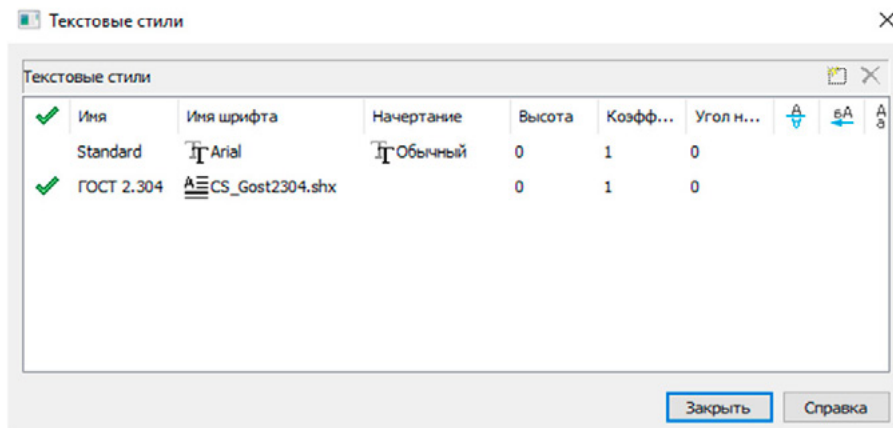 Текстовые стили
Текстовые стили
Имя Имя шрифта Начертание Высота Коэфф... Угол н...
Standard Arial Обычный 0 1 0
ГОСТ 2.304 CS_Gost2304.shx 0 1 0
Закрыть Справка